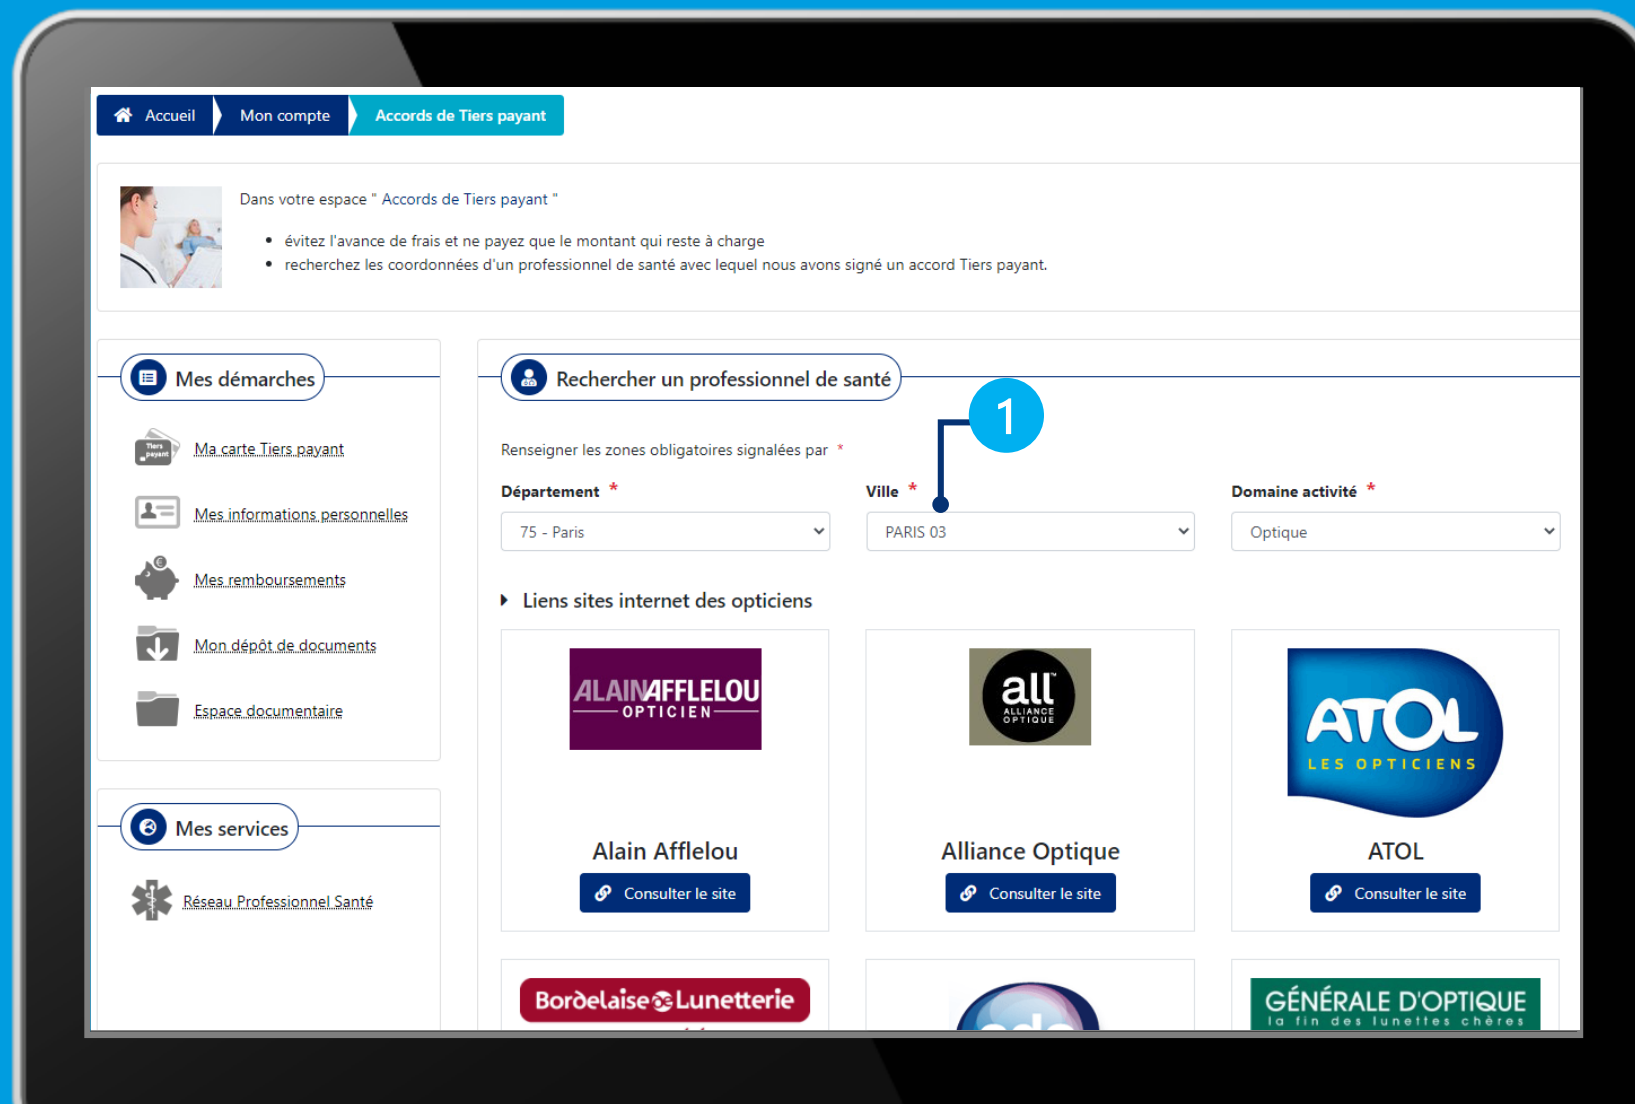 Accueil
Mon compte
Accords de Tiers payant
Dans votre espace " Accords de Tiers payant "
• évitez l'avance de frais et ne payez que le montant qui reste à charge
• recherchez les coordonnées d'un professionnel de santé avec lequel nous avons signé un accord Tiers payant.
Mes démarches
Tiers
payant
Ma carte Tiers payant
Mes informations personnelles
Mes remboursements
Mon dépôt de documents
Espace documentaire
Mes services
Réseau Professionnel Santé
Rechercher un professionnel de santé
1
Renseigner les zones obligatoires signalées par *
Département *
75 - Paris
Ville *
PARIS 03
Domaine activité *
Optique
Liens sites internet des opticiens
ALAIN AFFLELOU
OPTICIEN
Alain Afflelou
Consulter le site
all™
ALLIANCE
OPTIQUE
Alliance Optique
Consulter le site
ATOL
LES OPTICIENS
ATOL
Consulter le site
Bordelaise de Lunetterie
GÉNÉRALE D'OPTIQUE
la fin des lunettes chères